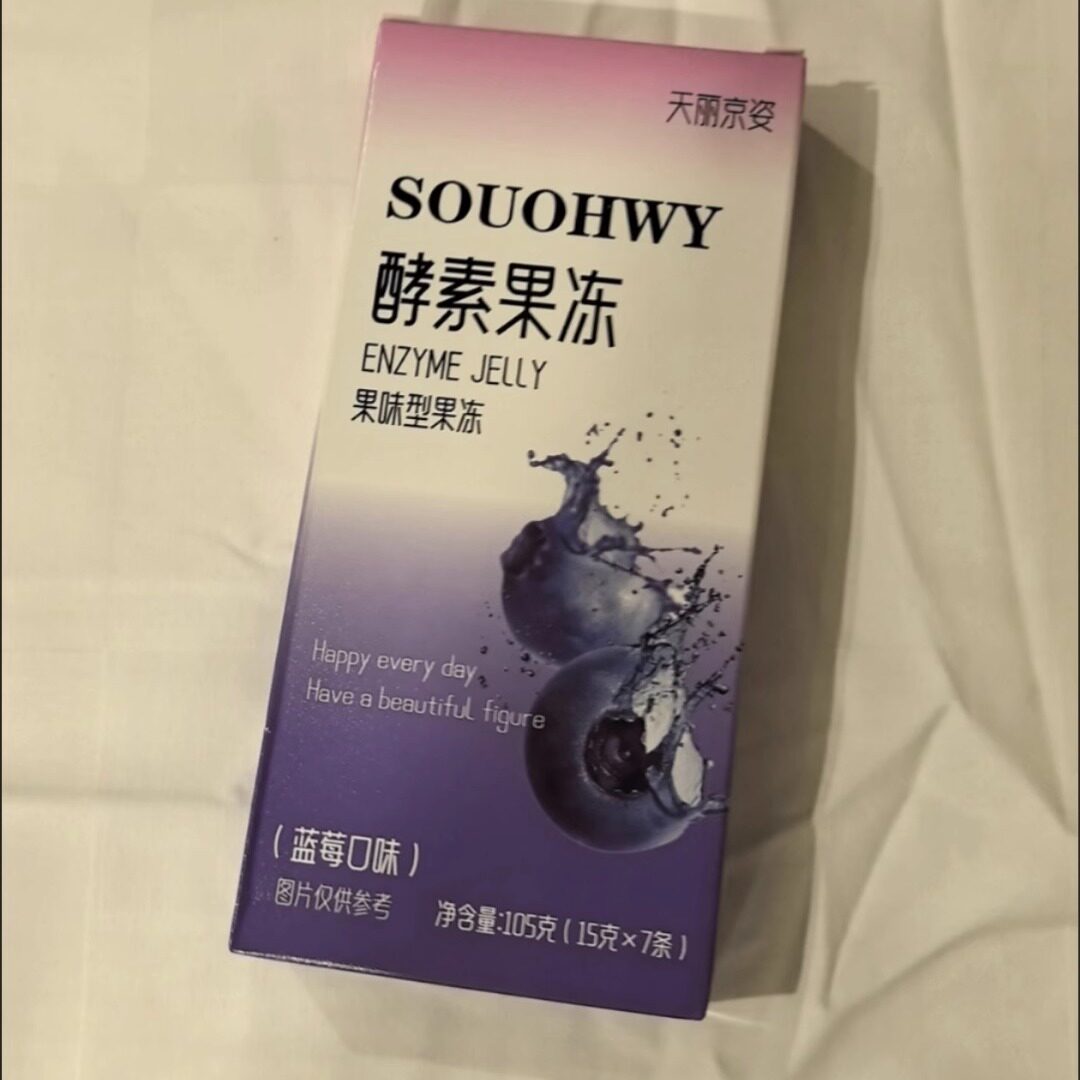 天丽京姿
SOUOHWY
酵素果冻
ENZYME JELLY
果味型果冻
Happy every day
Have a beautiful figure
(蓝莓口味)
图片仅供参考
净含量:105克(15克×7条)